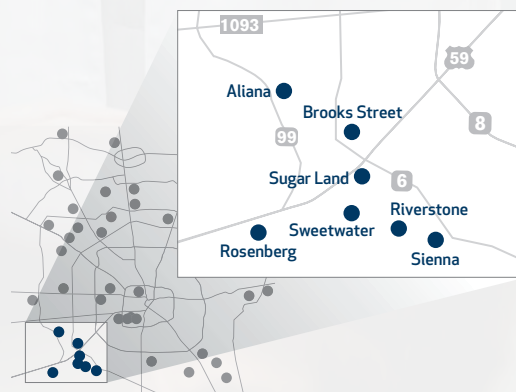 1093
59
Aliana
Brooks Street
8
99
Sugar Land
6
Riverstone
Sweetwater
Rosenberg
Sienna